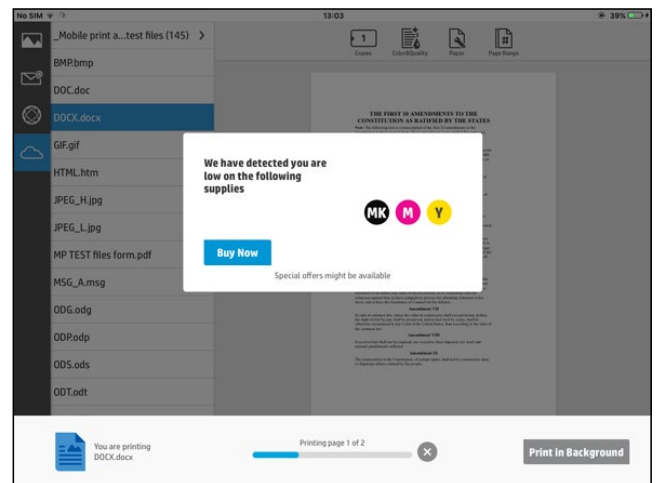 No SIM
13:03
39%
_Mobile print a...test files (145)
BMP.bmp
DOC.doc
DOCX.docx
GIF.gif
HTML.htm
JPEG_H.jpg
JPEG_L.jpg
MP TEST files form.pdf
MSG_A.msg
ODG.odg
ODP.odp
ODS.ods
ODT.odt
1
Copies
Color&Quality
Paper
Page Range
THE FIRST 10 AMENDMENTS TO THE
CONSTITUTION AS RATIFIED BY THE STATES
We have detected you are
low on the following
supplies
MK
M
Y
Buy Now
Special offers might be available
Amendment VII
Amendment VIII
Amendment IX
You are printing
DOCX.docx
Printing page 1 of 2
Print in Background